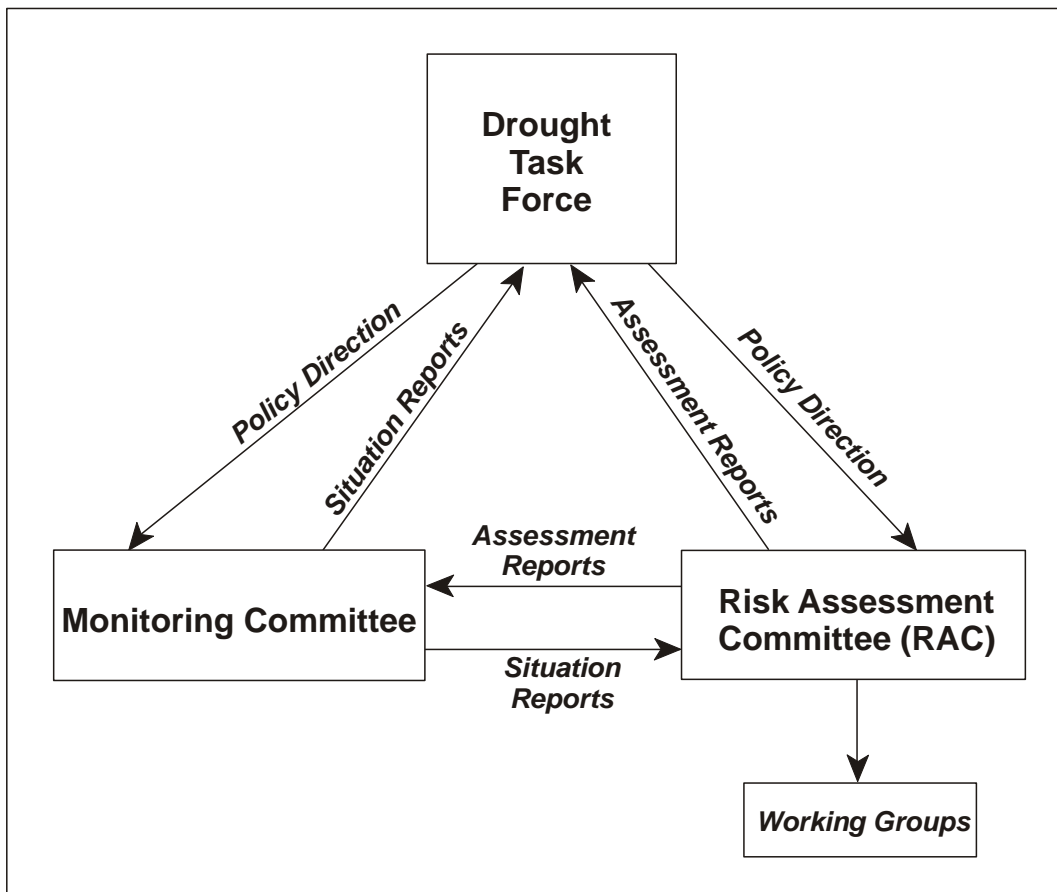 Drought
Task
Force
Policy Direction
Situation Reports
Assessment Reports
Policy Direction
Assessment
Reports
Monitoring Committee
Risk Assessment
Committee (RAC)
Situation
Reports
Working Groups